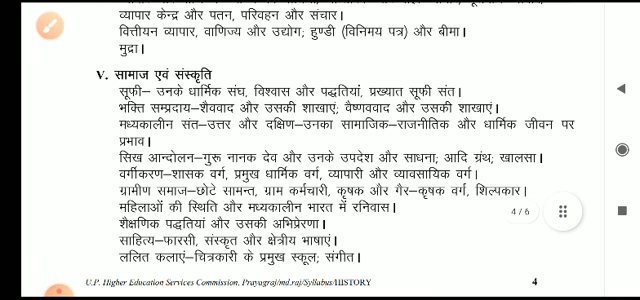 व्यापार केन्द्र और पतन, परिवहन और संचार।
वित्तीयन व्यापार, वाणिज्य और उद्योग; हुण्डी (विनिमय पत्र) और बीमा।
मुद्रा।
V. सामाज एवं संस्कृति
सूफी– उनके धार्मिक संघ, विश्वास और पद्धतियां, प्रख्यात सूफी संत।
भक्ति सम्प्रदाय–शैववाद और उसकी शाखाएं; वैष्णववाद और उसकी शाखाएं।
मध्यकालीन संत–उत्तर और दक्षिण–उनका सामाजिक–राजनीतिक और धार्मिक जीवन पर
प्रभाव।
सिख आन्दोलन–गुरू नानक देव और उनके उपदेश और साधना; आदि ग्रंथ; खालसा।
वर्गीकरण–शासक वर्ग, प्रमुख धार्मिक वर्ग, व्यापारी और व्यावसायिक वर्ग।
ग्रामीण समाज–छोटे सामन्त, ग्राम कर्मचारी, कृषक और गैर–कृषक वर्ग, शिल्पकार।
महिलाओं की स्थिति और मध्यकालीन भारत में रनिवास।
शैक्षणिक पद्धतियां और उसकी अभिप्रेरणा।
साहित्य–फारसी, संस्कृत और क्षेत्रीय भाषाएं।
ललित कलाएं–चित्रकारी के प्रमुख स्कूल; संगीत।
4 / 6
U.P. Higher Education Services Commission, Prayagraj/md.raj/Syllabus/HISTORY 4